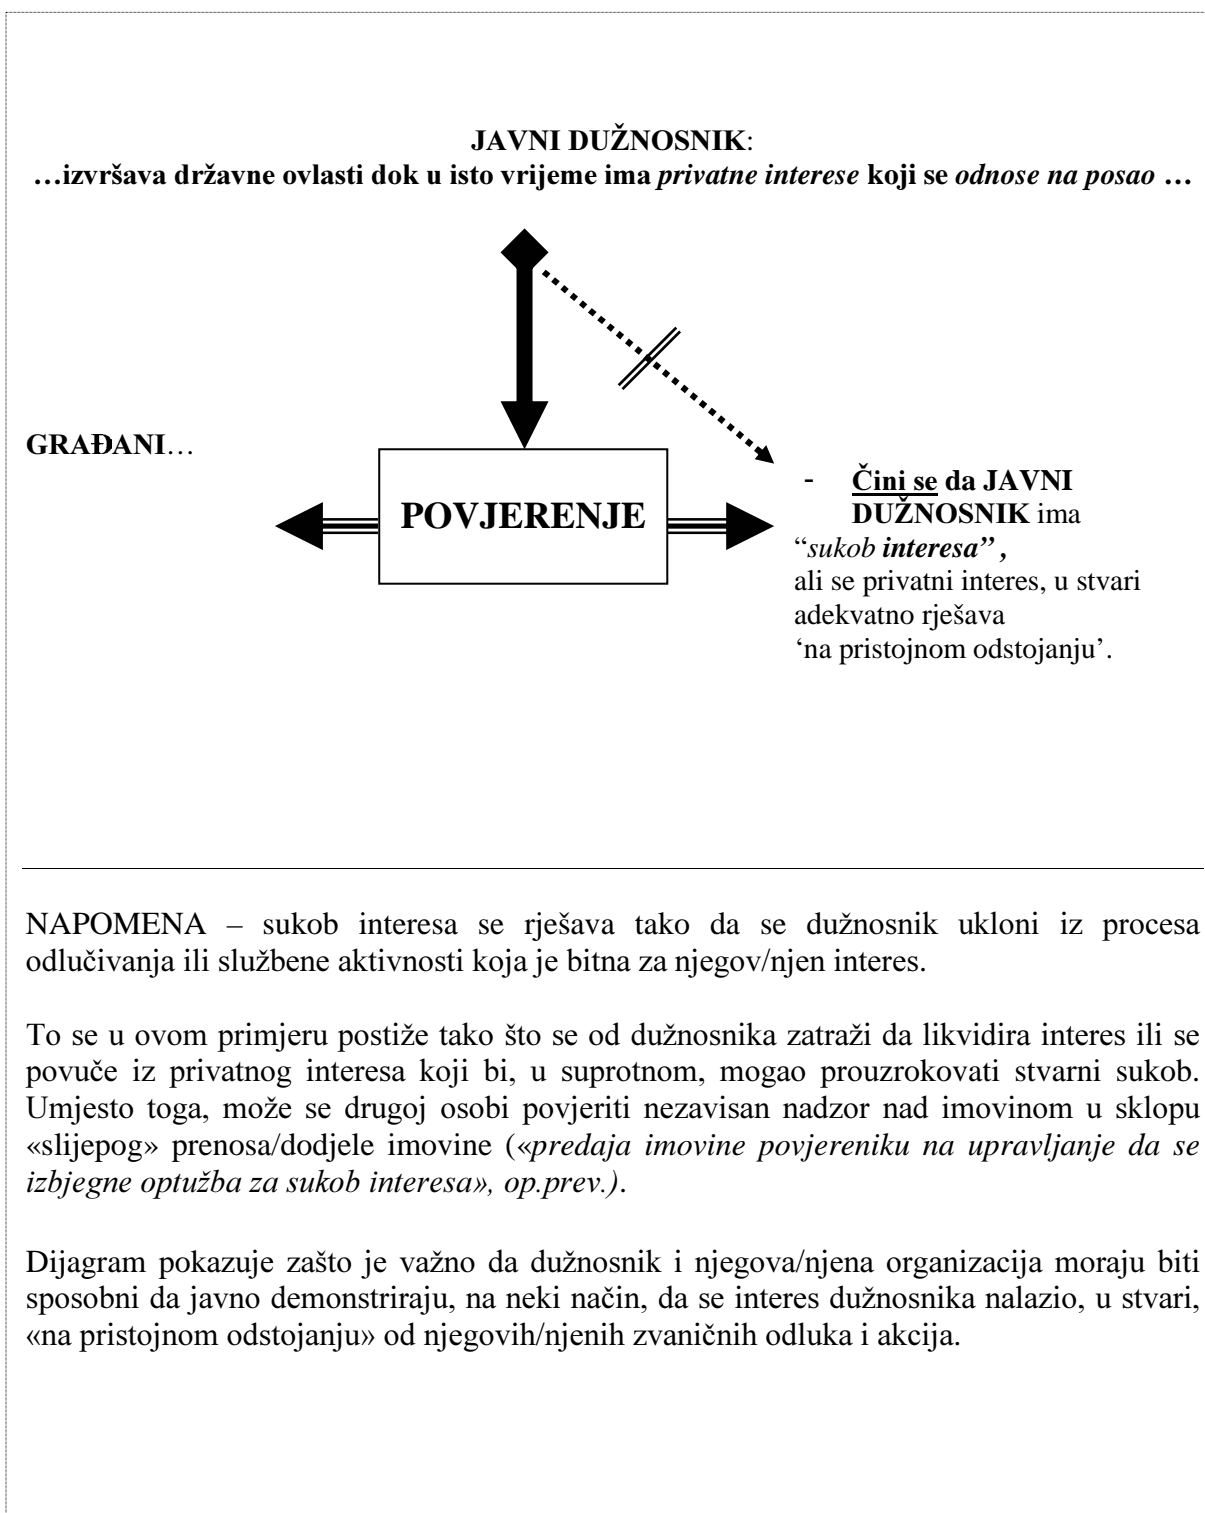 JAVNI DUŽNOSNIK:
…izvršava državne ovlasti dok u isto vrijeme ima privatne interese koji se odnose na posao …
GRAĐANI…
POVJERENJE
- Čini se da JAVNI
DUŽNOSNIK ima
“sukob interesa” ,
ali se privatni interes, u stvari
adekvatno rješava
‘na pristojnom odstojanju’.
NAPOMENA – sukob interesa se rješava tako da se dužnosnik ukloni iz procesa
odlučivanja ili službene aktivnosti koja je bitna za njegov/njen interes.
To se u ovom primjeru postiže tako što se od dužnosnika zatraži da likvidira interes ili se
povuče iz privatnog interesa koji bi, u suprotnom, mogao prouzrokovati stvarni sukob.
Umjesto toga, može se drugoj osobi povjeriti nezavisan nadzor nad imovinom u sklopu
«slijepog» prenosa/dodjele imovine («predaja imovine povjereniku na upravljanje da se
izbjegne optužba za sukob interesa», op.prev.).
Dijagram pokazuje zašto je važno da dužnosnik i njegova/njena organizacija moraju biti
sposobni da javno demonstriraju, na neki način, da se interes dužnosnika nalazio, u stvari,
«na pristojnom odstojanju» od njegovih/njenih zvaničnih odluka i akcija.